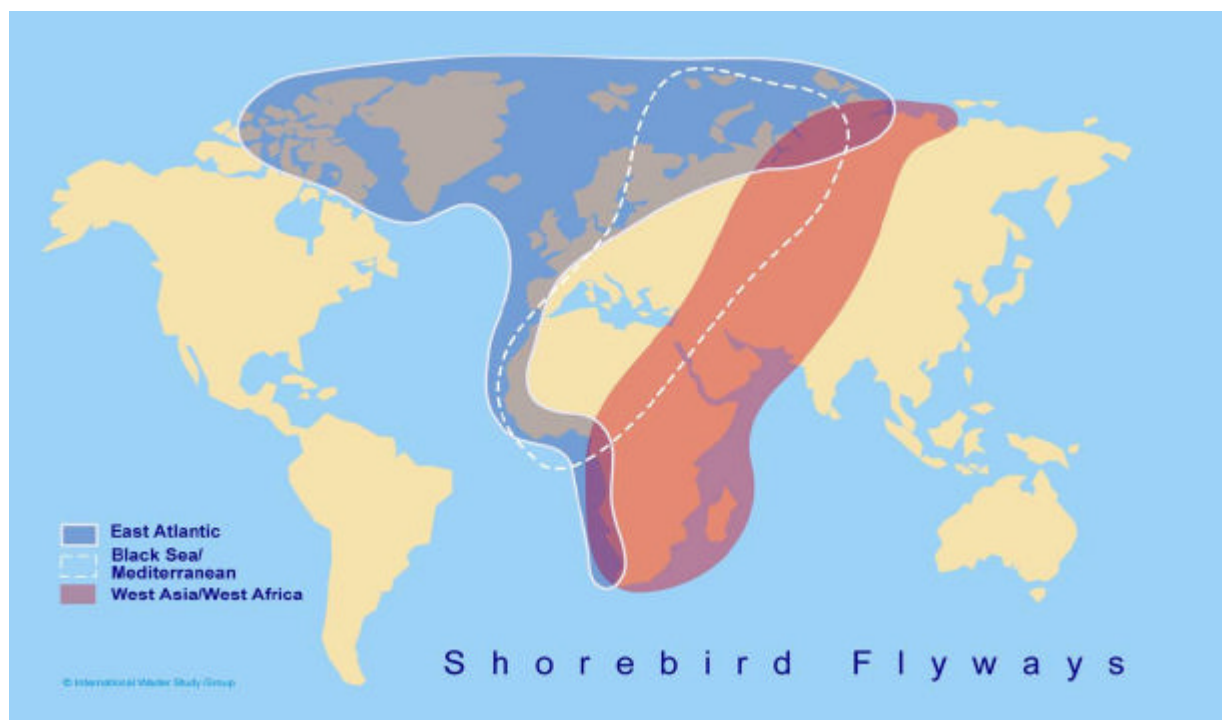 East Atlantic
Black Sea/
Mediterranean
West Asia/West Africa
Shorebird Flyways
© International Wader Study Group